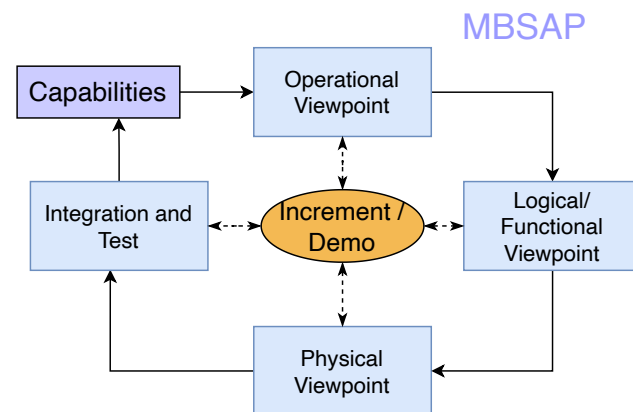 MBSAP
Capabilities
Operational
Viewpoint
Integration and
Test
Increment /
Demo
Logical/
Functional
Viewpoint
Physical
Viewpoint